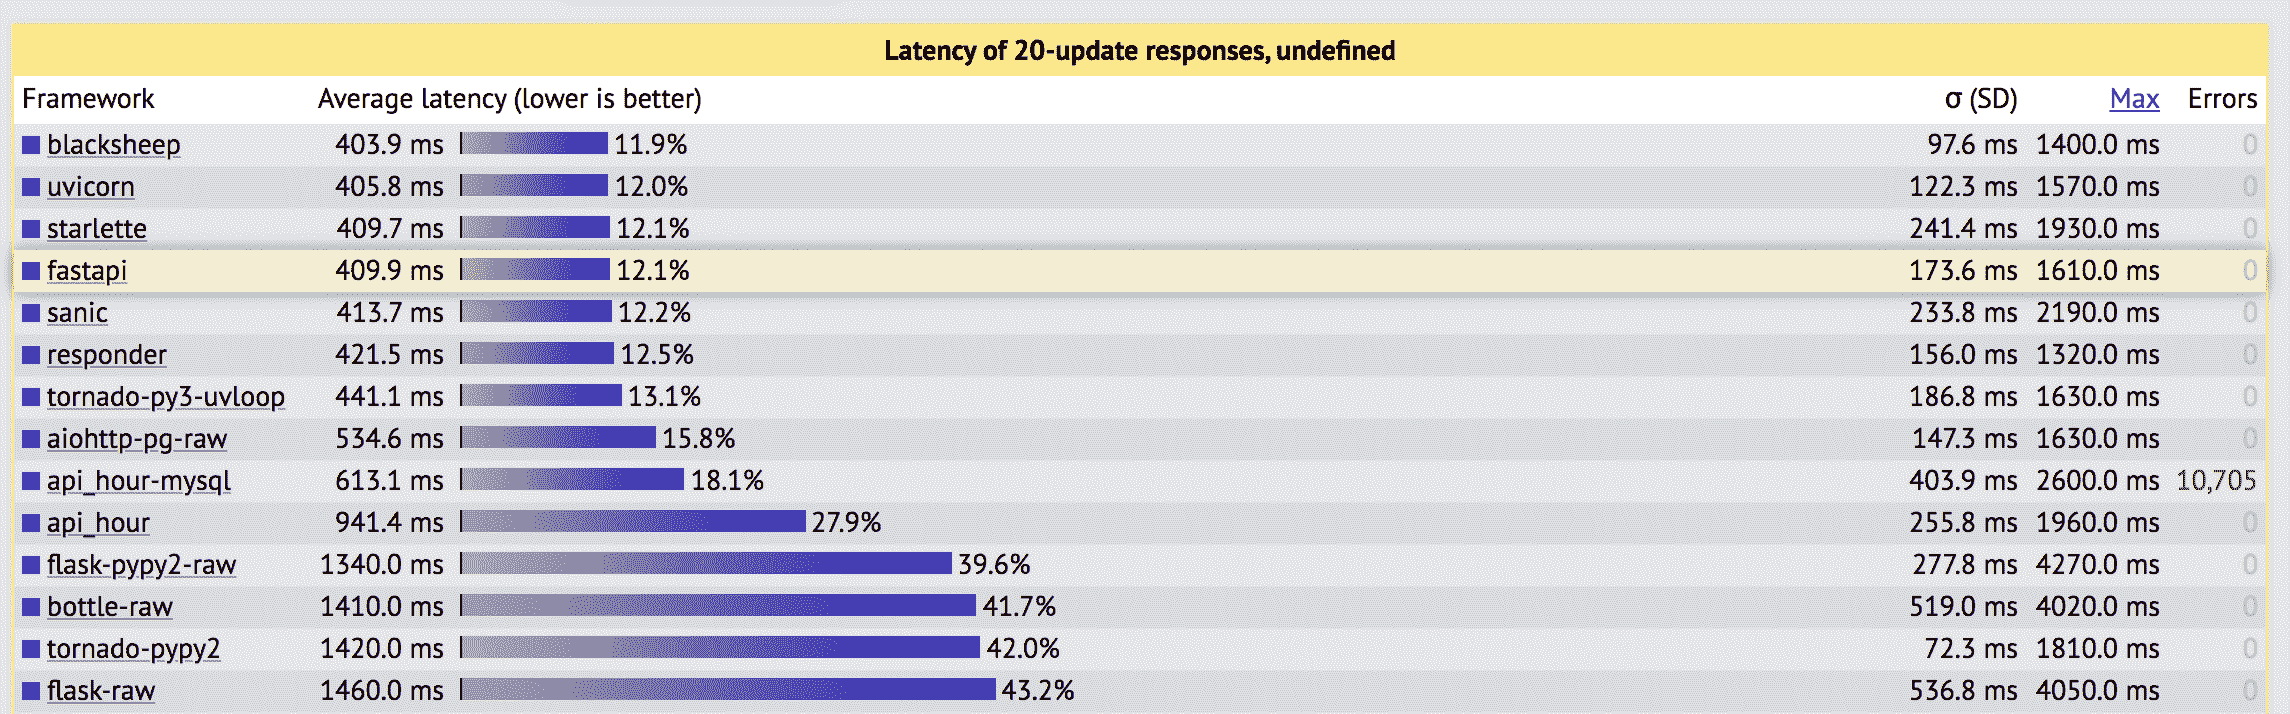 Latency of 20-update responses, undefined
Framework Average latency (lower is better) σ (SD) Max Errors
blacksheep 403.9 ms 11.9% 97.6 ms 1400.0 ms 0
uvicorn 405.8 ms 12.0% 122.3 ms 1570.0 ms 0
starlette 409.7 ms 12.1% 241.4 ms 1930.0 ms 0
fastapi 409.9 ms 12.1% 173.6 ms 1610.0 ms 0
sanic 413.7 ms 12.2% 233.8 ms 2190.0 ms 0
responder 421.5 ms 12.5% 156.0 ms 1320.0 ms 0
tornado-py3-uvloop 441.1 ms 13.1% 186.8 ms 1630.0 ms 0
aiohttp-pg-raw 534.6 ms 15.8% 147.3 ms 1630.0 ms 0
api_hour-mysql 613.1 ms 18.1% 403.9 ms 2600.0 ms 10,705
api_hour 941.4 ms 27.9% 255.8 ms 1960.0 ms 0
flask-pypy2-raw 1340.0 ms 39.6% 277.8 ms 4270.0 ms 0
bottle-raw 1410.0 ms 41.7% 519.0 ms 4020.0 ms 0
tornado-pypy2 1420.0 ms 42.0% 72.3 ms 1810.0 ms 0
flask-raw 1460.0 ms 43.2% 536.8 ms 4050.0 ms 0